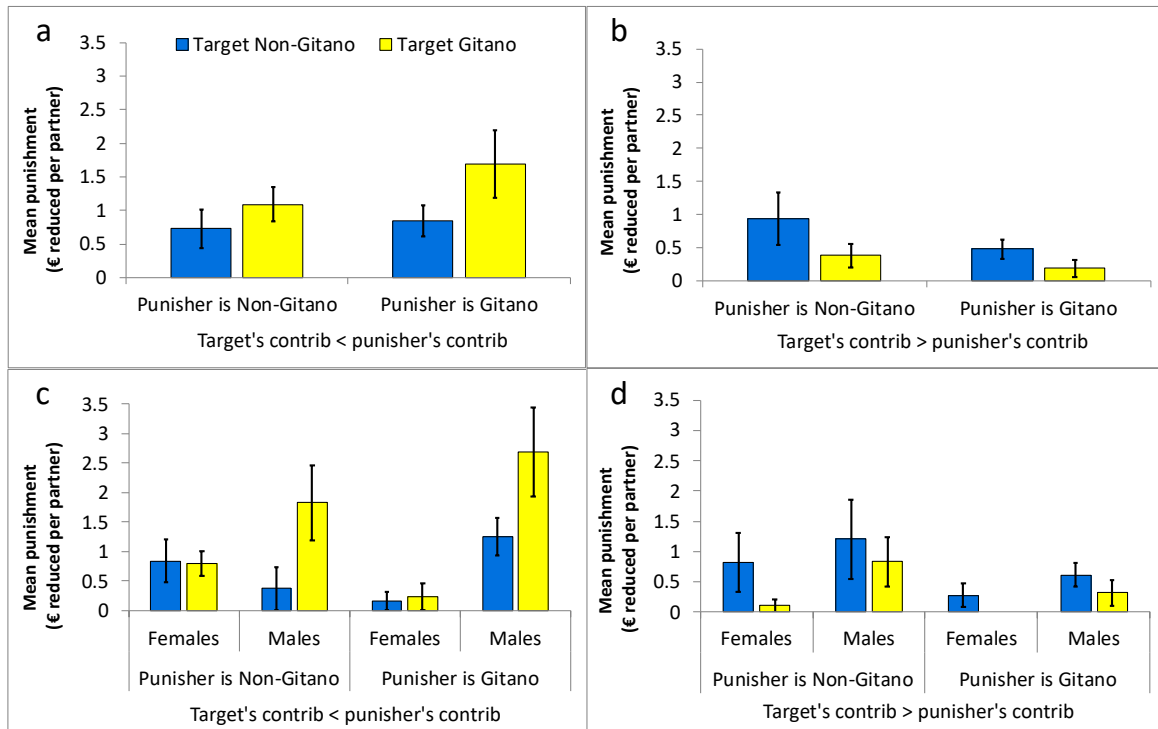 a
Target Non-Gitano Target Gitano
Mean punishment
(€ reduced per partner)
3.5
3
2.5
2
1.5
1
0.5
0
Punisher is Non-Gitano Punisher is Gitano
Target's contrib < punisher's contrib
b
Mean punishment
(€ reduced per partner)
3.5
3
2.5
2
1.5
1
0.5
0
Punisher is Non-Gitano Punisher is Gitano
Target's contrib > punisher's contrib
c
Mean punishment
(€ reduced per partner)
3.5
3
2.5
2
1.5
1
0.5
0
Females Males Females Males
Punisher is Non-Gitano Punisher is Gitano
Target's contrib < punisher's contrib
d
Mean punishment
(€ reduced per partner)
3.5
3
2.5
2
1.5
1
0.5
0
Females Males Females Males
Punisher is Non-Gitano Punisher is Gitano
Target's contrib > punisher's contrib